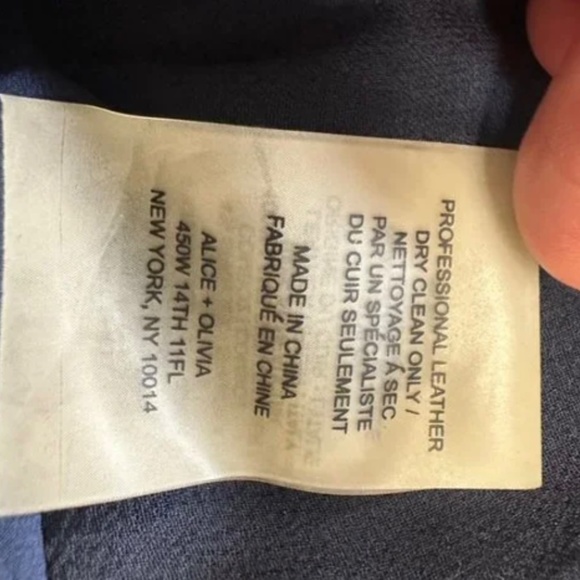 PROFESSIONAL LEATHER
DRY CLEAN ONLY /
NETTOYAGE Á SEC
PAR UN SPÉCIALISTE
DU CUIR SEULEMENT
MADE IN CHINA
FABRIQUÉ EN CHINE
ALICE + OLIVIA
450W 14TH 11FL
NEW YORK, NY 10014